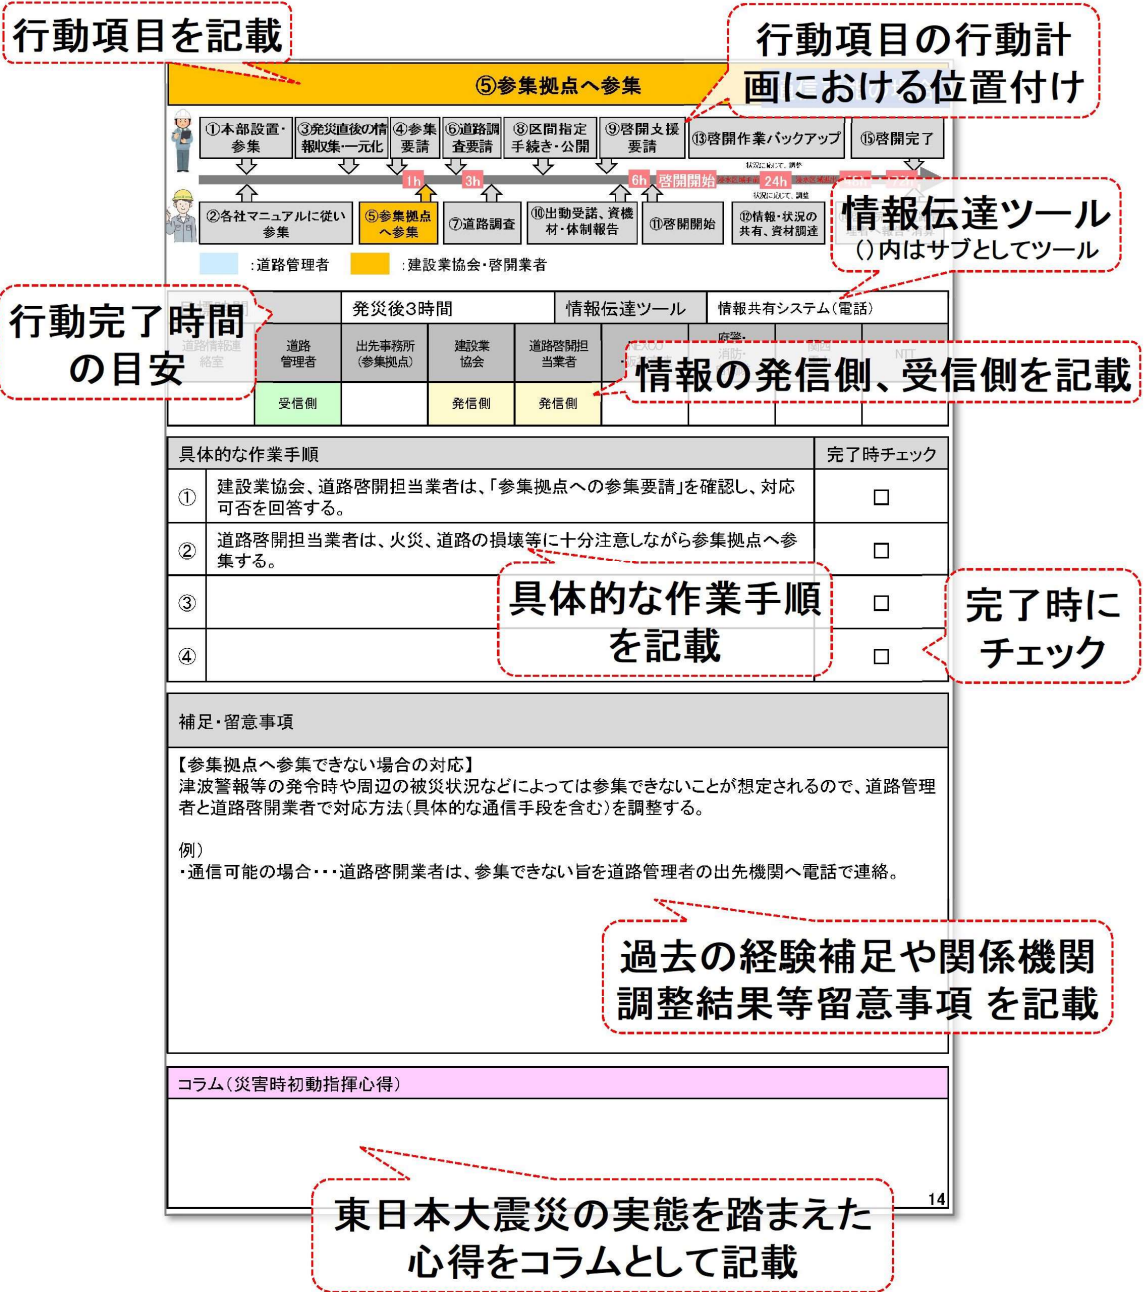 行動項目を記載
行動項目の行動計
画における位置付け
⑤参集拠点へ参集
①本部設置・
参集
③発災直後の情
報収集・一元化
④参集
要請
⑥道路調
査要請
⑧区間指定
手続き・公開
⑨啓開支援
要請
⑬啓開作業バックアップ
⑮啓開完了
状況に応じて、調整
1h
3h
6h
啓開開始
24h
状況に応じて、調整
②各社マニュアルに従い
参集
⑤参集拠点
へ参集
⑦道路調査
⑩出動受諾、資機
材・体制報告
⑪啓開開始
⑫情報・状況の
共有、資材調達
情報伝達ツール
()内はサブとしてツール
:道路管理者
:建設業協会・啓開業者
行動完了時間
の目安
発災後3時間
情報伝達ツール
情報共有システム(電話)
道路情報連
絡室
道路
管理者
出先事務所
(参集拠点)
建設業
協会
道路啓開担
当業者
府警・
消防・
関西
NTT
情報の発信側、受信側を記載
受信側
発信側
発信側
具体的な作業手順
完了時チェック
① 建設業協会、道路啓開担当業者は、「参集拠点への参集要請」を確認し、対応
可否を回答する。
□
② 道路啓開担当業者は、火災、道路の損壊等に十分注意しながら参集拠点へ参
集する。
□
③
□
④
□
具体的な作業手順
を記載
完了時に
チェック
補足・留意事項
【参集拠点へ参集できない場合の対応】
津波警報等の発令時や周辺の被災状況などによっては参集できないことが想定されるので、道路管理
者と道路啓開業者で対応方法(具体的な通信手段を含む)を調整する。
例)
・通信可能の場合・・・道路啓開業者は、参集できない旨を道路管理者の出先機関へ電話で連絡。
過去の経験補足や関係機関
調整結果等留意事項 を記載
コラム(災害時初動指揮心得)
東日本大震災の実態を踏まえた
心得をコラムとして記載
14